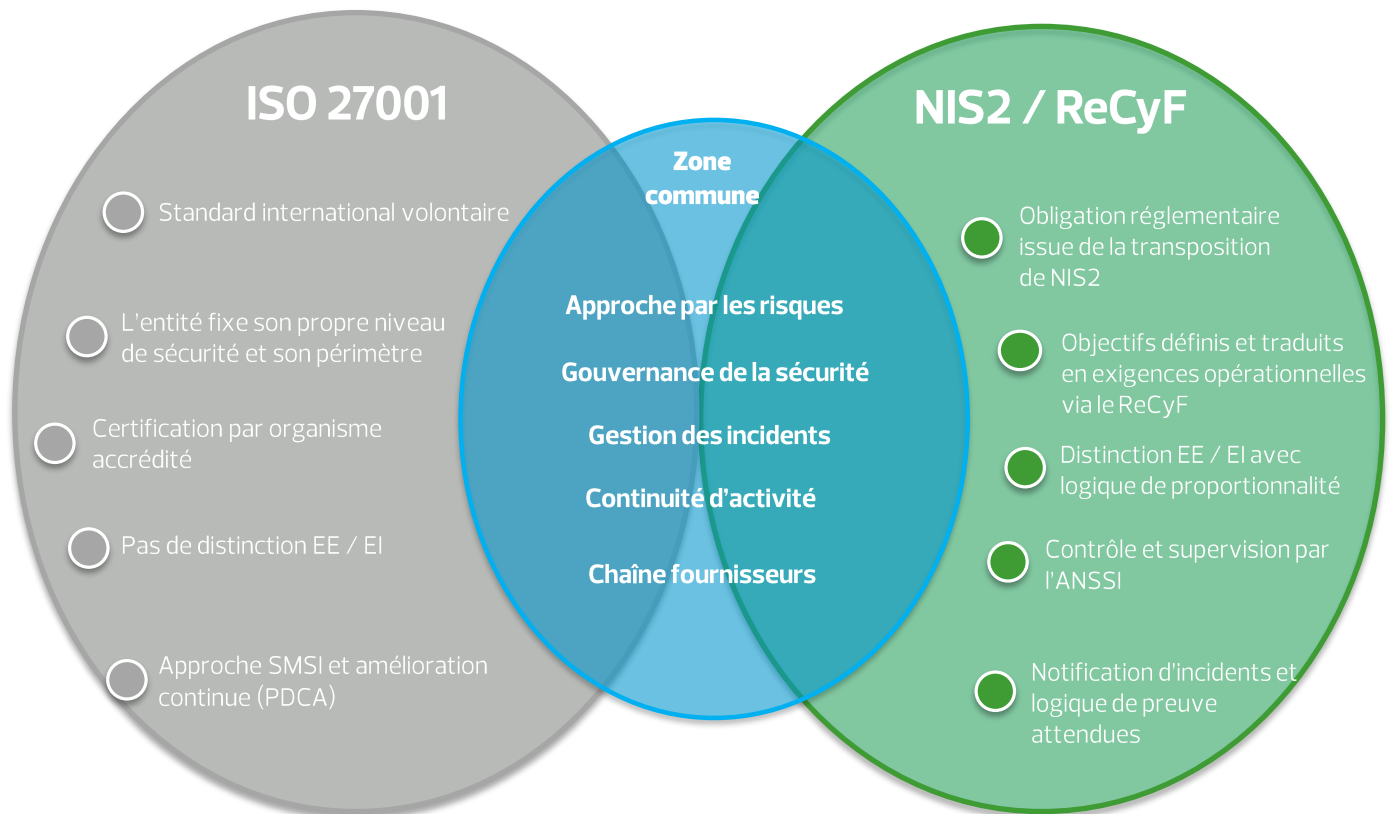 ISO 27001
Standard international volontaire
L'entité fixe son propre niveau
de sécurité et son périmètre
Certification par organisme
accrédité
Pas de distinction EE / EI
Approche SMSI et amélioration
continue (PDCA)
Zone
commune
Approche par les risques
Gouvernance de la sécurité
Gestion des incidents
Continuité d'activité
Chaîne fournisseurs
NIS2 / ReCyF
Obligation réglementaire
issue de la transposition
de NIS2
Objectifs définis et traduits
en exigences opérationnelles
via le ReCyF
Distinction EE / EI avec
logique de proportionnalité
Contrôle et supervision par
l'ANSSI
Notification d'incidents et
logique de preuve
attendues